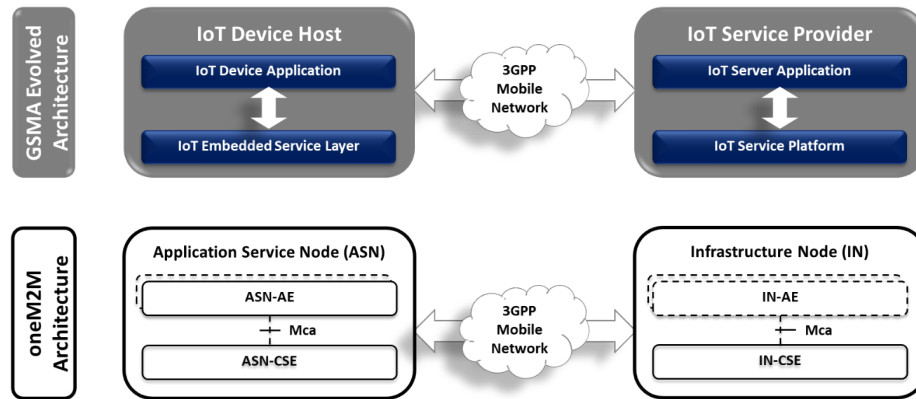 GSMA Evolved
Architecture
IoT Device Host
IoT Device Application
IoT Embedded Service Layer
3GPP
Mobile
Network
IoT Service Provider
IoT Server Application
IoT Service Platform
oneM2M
Architecture
Application Service Node (ASN)
ASN-AE
Mca
ASN-CSE
3GPP
Mobile
Network
Infrastructure Node (IN)
IN-AE
Mca
IN-CSE